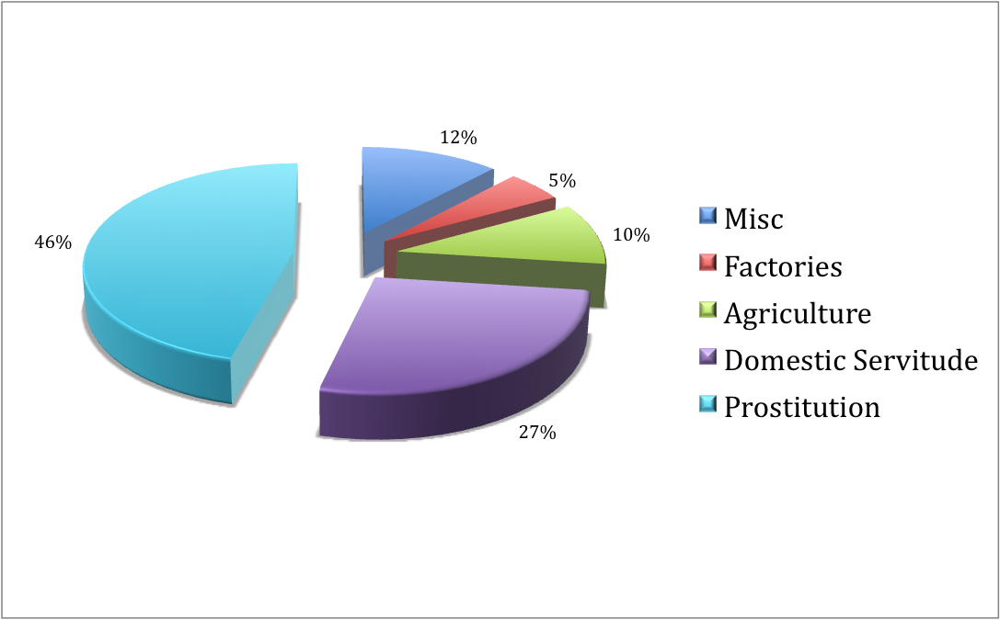 12%
5%
10%
46%
27%
Misc
Factories
Agriculture
Domestic Servitude
Prostitution